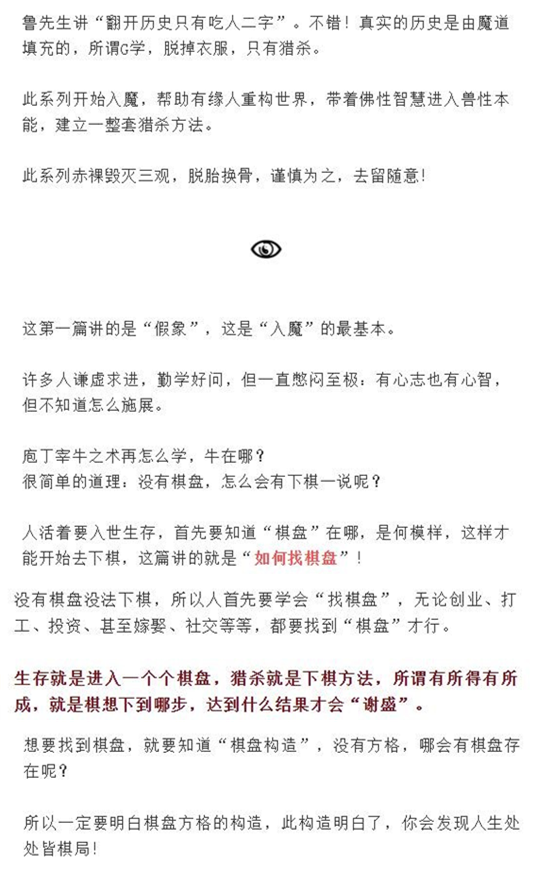 鲁先生讲“翻开历史只有吃人二字”。不错！真实的历史是由魔道
填充的，所谓G学，脱掉衣服，只有猎杀。
此系列开始入魔，帮助有缘人重构世界，带着佛性智慧进入兽性本
能，建立一整套猎杀方法。
此系列赤裸毁灭三观，脱胎换骨，谨慎为之，去留随意！
这第一篇讲的是“假象”，这是“入魔”的最基本。
许多人谦虚求进，勤学好问，但一直憋闷至极：有心志也有心智，
但不知道怎么施展。
庖丁宰牛之术再怎么学，牛在哪？
很简单的道理：没有棋盘，怎么会有下棋一说呢？
人活着要入世生存，首先要知道“棋盘”在哪，是何模样，这样才
能开始去下棋，这篇讲的就是“如何找棋盘”！
没有棋盘没法下棋，所以人首先要学会“找棋盘”，无论创业、打
工、投资、甚至嫁娶、社交等等，都要找到“棋盘”才行。
生存就是进入一个个棋盘，猎杀就是下棋方法，所谓有所得有所
成，就是棋想下到哪步，达到什么结果才会“谢盛”。
想要找到棋盘，就要知道“棋盘构造”，没有方格，哪会有棋盘存
在呢？
所以一定要明白棋盘方格的构造，此构造明白了，你会发现人生处
处皆棋局！